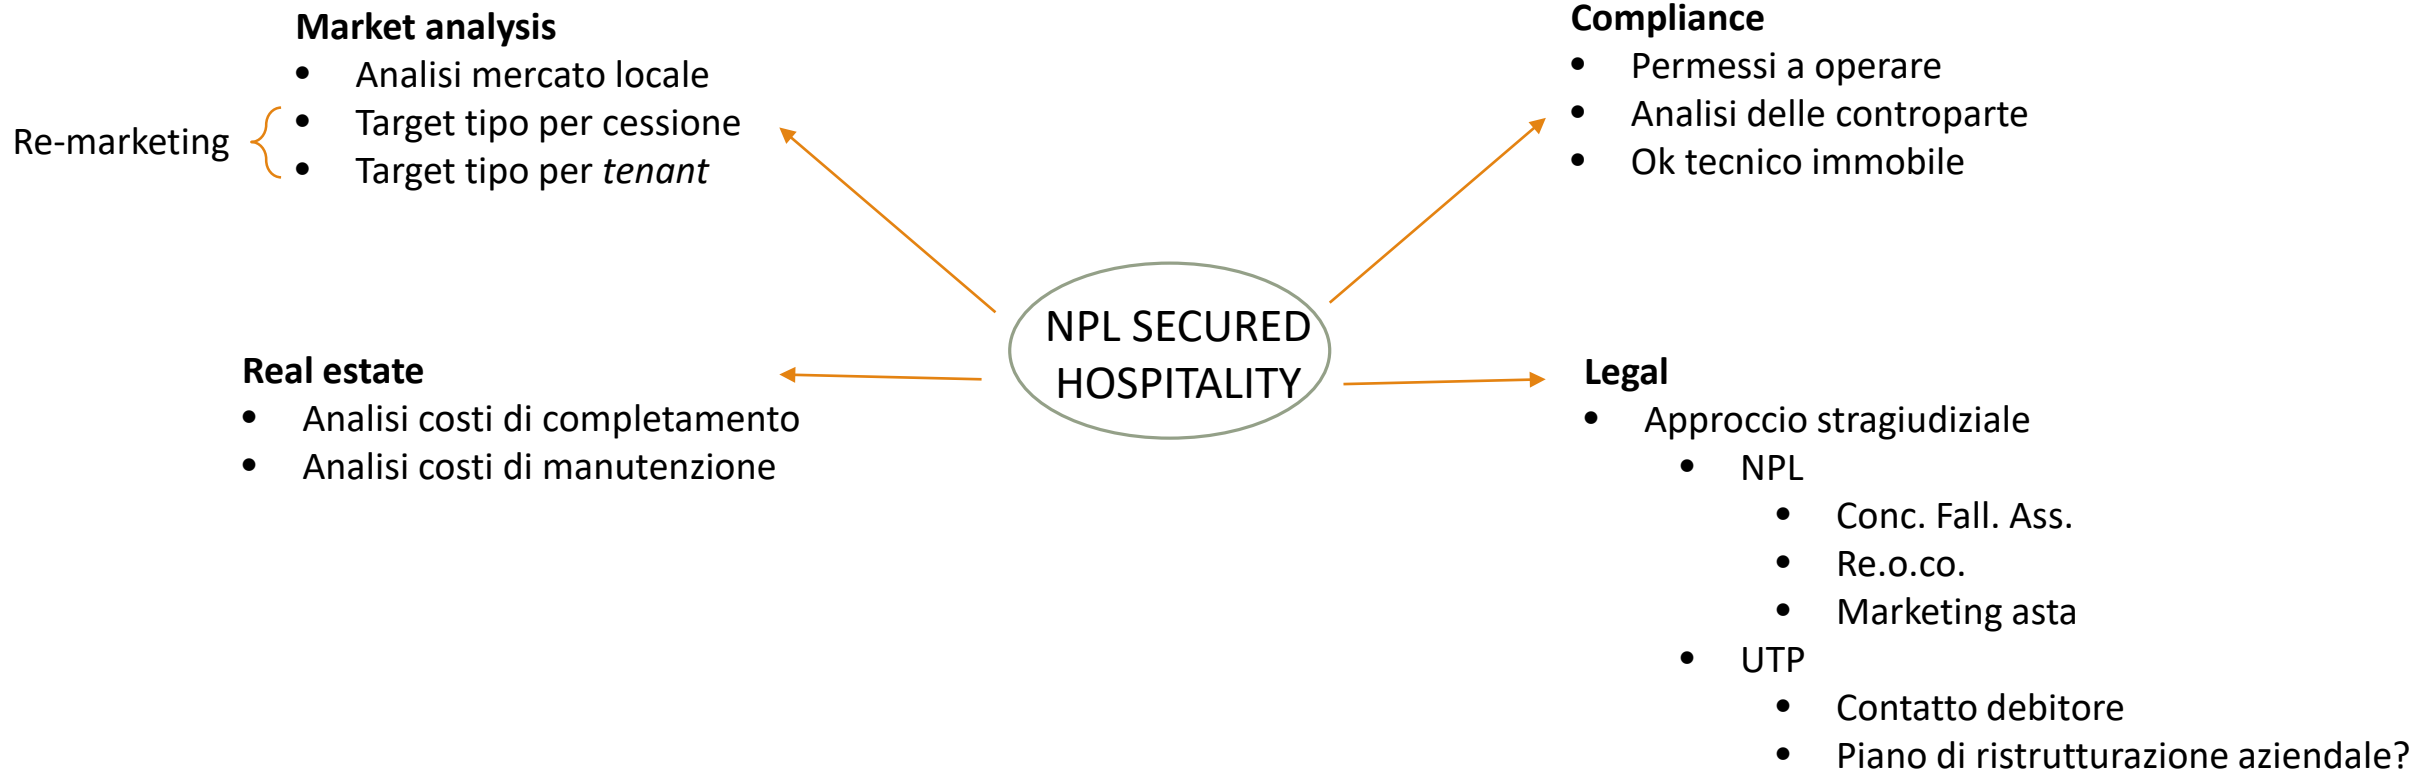 Market analysis
• Analisi mercato locale
• Target tipo per cessione
• Target tipo per tenant
Re-marketing
Compliance
• Permessi a operare
• Analisi delle controparte
• Ok tecnico immobile
NPL SECURED
HOSPITALITY
Real estate
• Analisi costi di completamento
• Analisi costi di manutenzione
Legal
• Approccio stragiudiziale
• NPL
• Conc. Fall. Ass.
• Re.o.co.
• Marketing asta
• UTP
• Contatto debitore
• Piano di ristrutturazione aziendale?